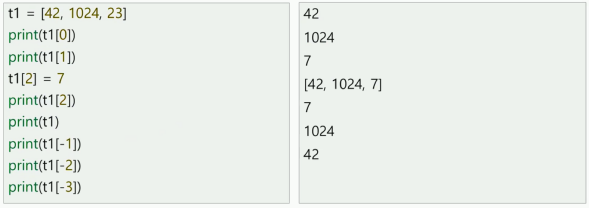 t1 = [42, 1024, 23]
print(t1[0])
print(t1[1])
t1[2] = 7
print(t1[2])
print(t1)
print(t1[-1])
print(t1[-2])
print(t1[-3])
42
1024
7
[42, 1024, 7]
7
1024
42